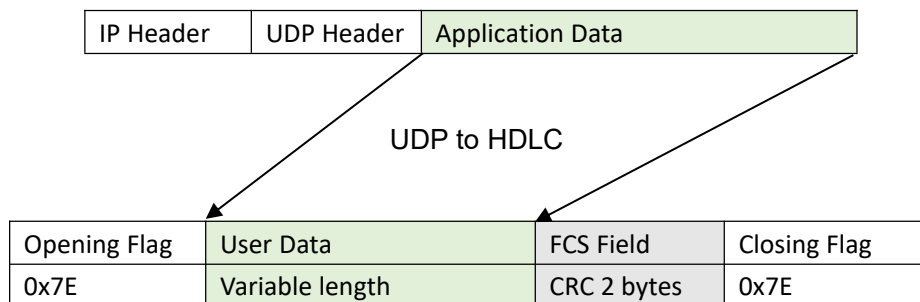 IP Header UDP Header Application Data
UDP to HDLC
Opening Flag User Data FCS Field Closing Flag
0x7E Variable length CRC 2 bytes 0x7E